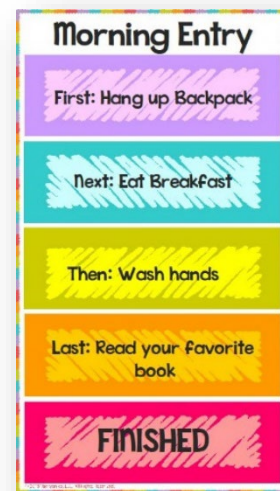 Morning Entry
First: Hang up Backpack
Next: Eat Breakfast
Then: Wash hands
Last: Read your favorite
book
FINISHED